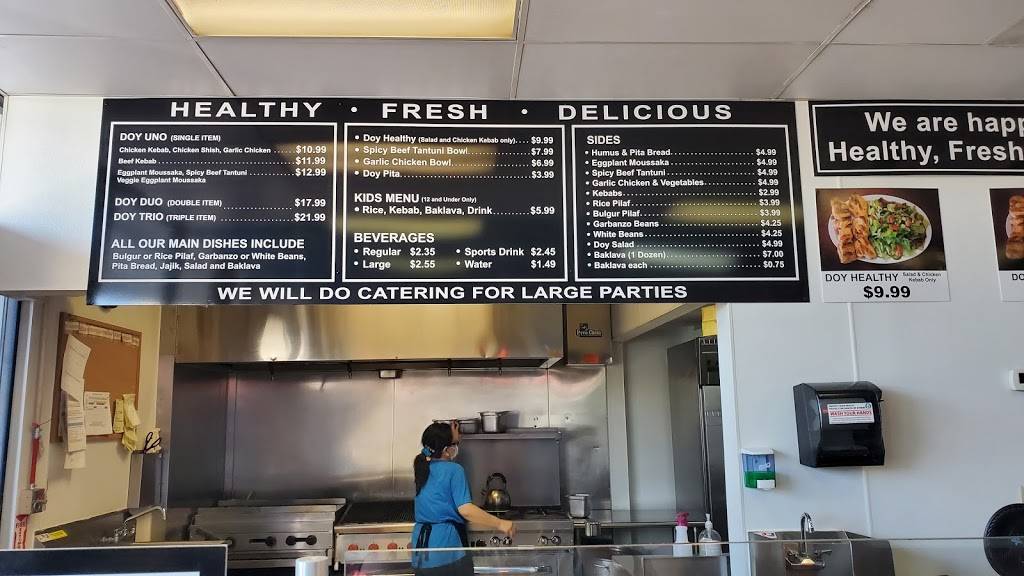 HEALTHY • FRESH • DELICIOUS
DOY UNO (SINGLE ITEM)
Chicken Kebab, Chicken Shish, Garlic Chicken $10.99
Beef Kebab $11.99
Eggplant Moussaka, Spicy Beef Tantuni $12.99
Veggie Eggplant Moussaka
DOY DUO (DOUBLE ITEM) $17.99
DOY TRIO (TRIPLE ITEM) $21.99
ALL OUR MAIN DISHES INCLUDE
Bulgur or Rice Pilaf, Garbanzo or White Beans,
Pita Bread, Jajik, Salad and Baklava
• Doy Healthy (Salad and Chicken Kebab only) $9.99
• Spicy Beef Tantuni Bowl $7.99
• Garlic Chicken Bowl $6.99
• Doy Pita $3.99
KIDS MENU (12 and Under Only)
• Rice, Kebab, Baklava, Drink $5.99
BEVERAGES
• Regular $2.35 • Sports Drink $2.45
• Large $2.55 • Water $1.49
SIDES
• Humus & Pita Bread $4.99
• Eggplant Moussaka $4.99
• Spicy Beef Tantuni $4.99
• Garlic Chicken & Vegetables $4.99
• Kebabs $2.99
• Rice Pilaf $3.99
• Bulgur Pilaf $3.99
• Garbanzo Beans $4.25
• White Beans $4.25
• Doy Salad $4.99
• Baklava (1 Dozen) $7.00
• Baklava each $0.75
WE WILL DO CATERING FOR LARGE PARTIES
We are happ
Healthy, Fresh
DOY HEALTHY Salad & Chicken Kebab Only
$9.99
DO
WASH YOUR HANDS